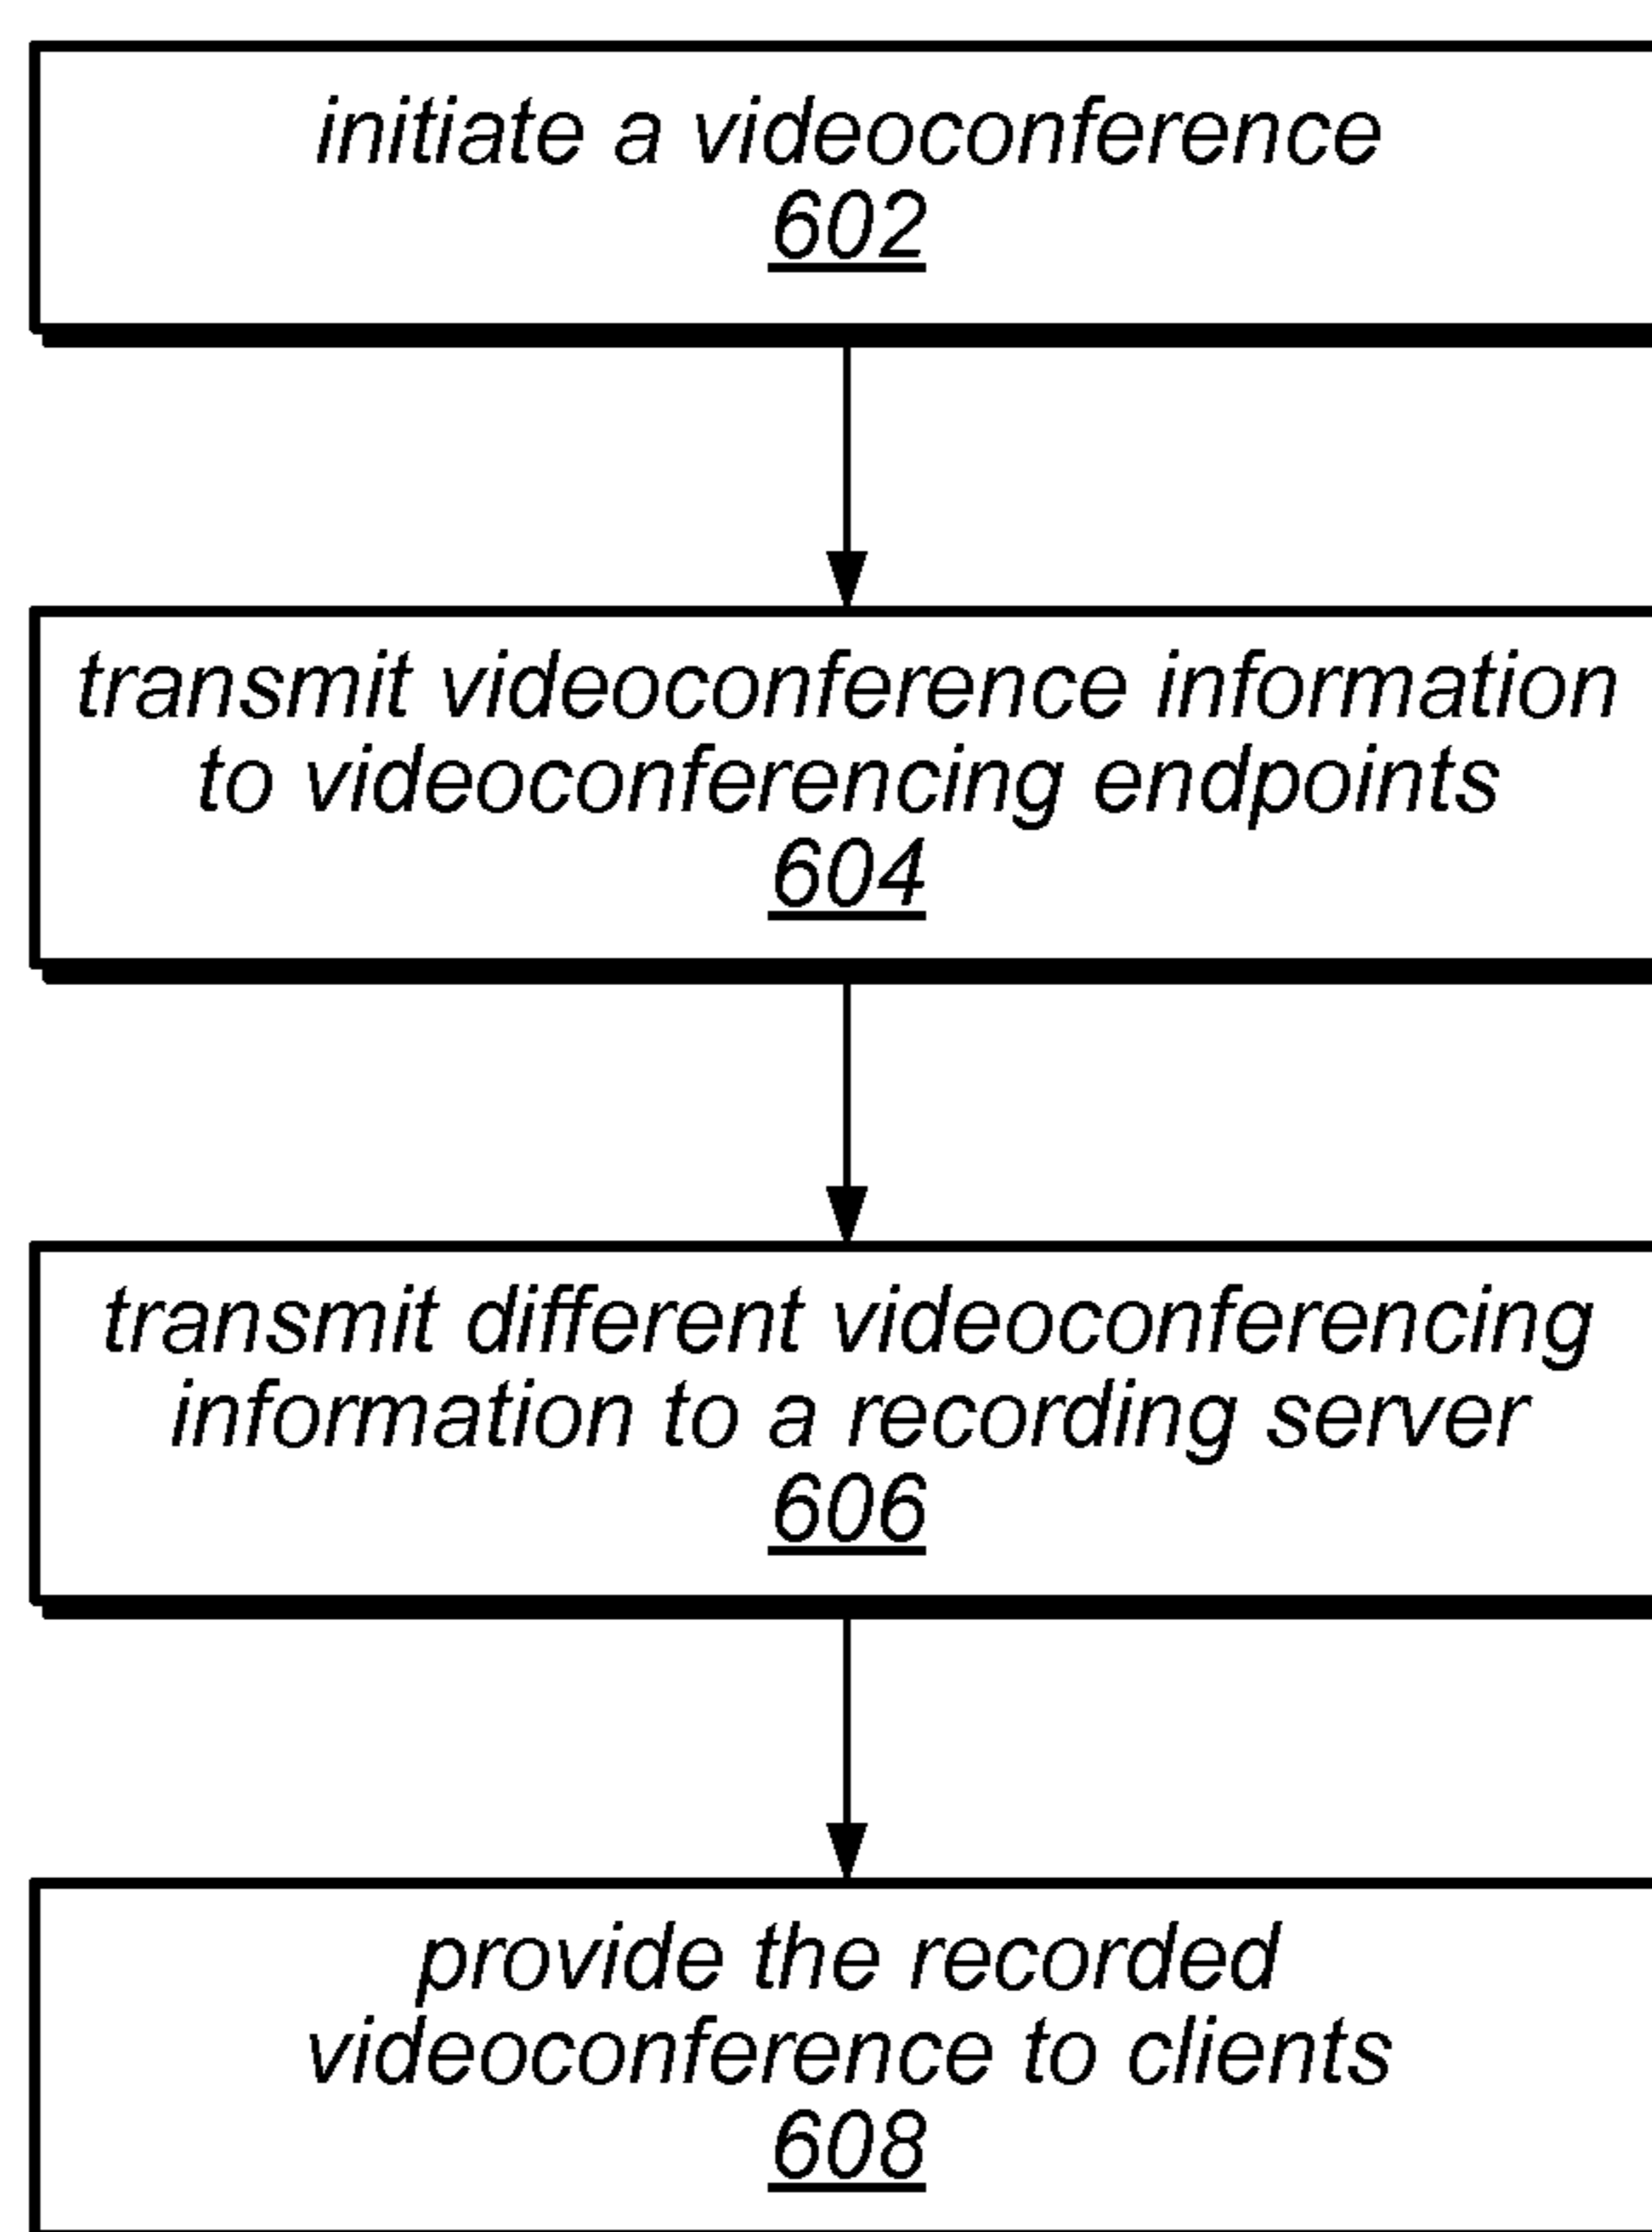 initiate a videoconference
602
transmit videoconference information
to videoconferencing endpoints
604
transmit different videoconferencing
information to a recording server
606
provide the recorded
videoconference to clients
608